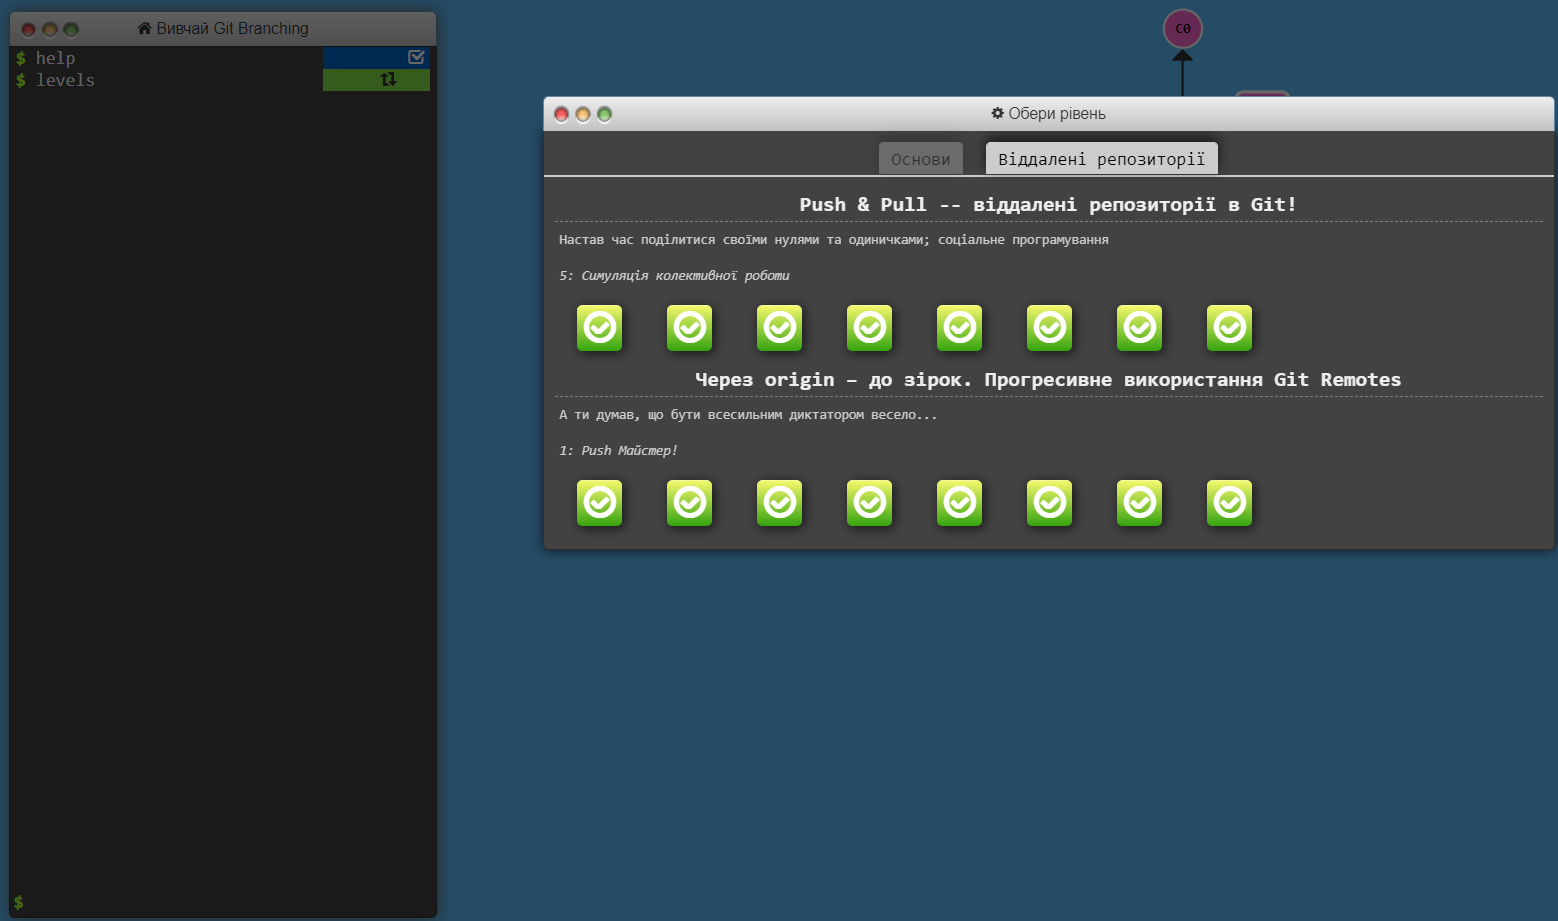 Вивчай Git Branching
$ help
$ levels
$
C0
Обери рівень
Основи
Віддалені репозиторії
Push & Pull -- віддалені репозиторії в Git!
Настав час поділитися своїми нулями та одиничками; соціальне програмування
5: Симуляція колективної роботи
Через origin – до зірок. Прогресивне використання Git Remotes
А ти думав, що бути всесильним диктатором весело...
1: Push Майстер!